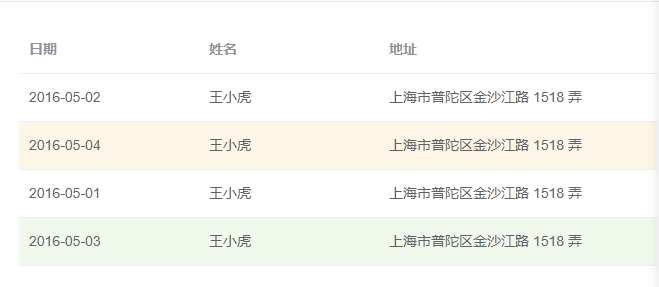 日期 姓名 地址
2016-05-02 王小虎 上海市普陀区金沙江路 1518 弄
2016-05-04 王小虎 上海市普陀区金沙江路 1518 弄
2016-05-01 王小虎 上海市普陀区金沙江路 1518 弄
2016-05-03 王小虎 上海市普陀区金沙江路 1518 弄